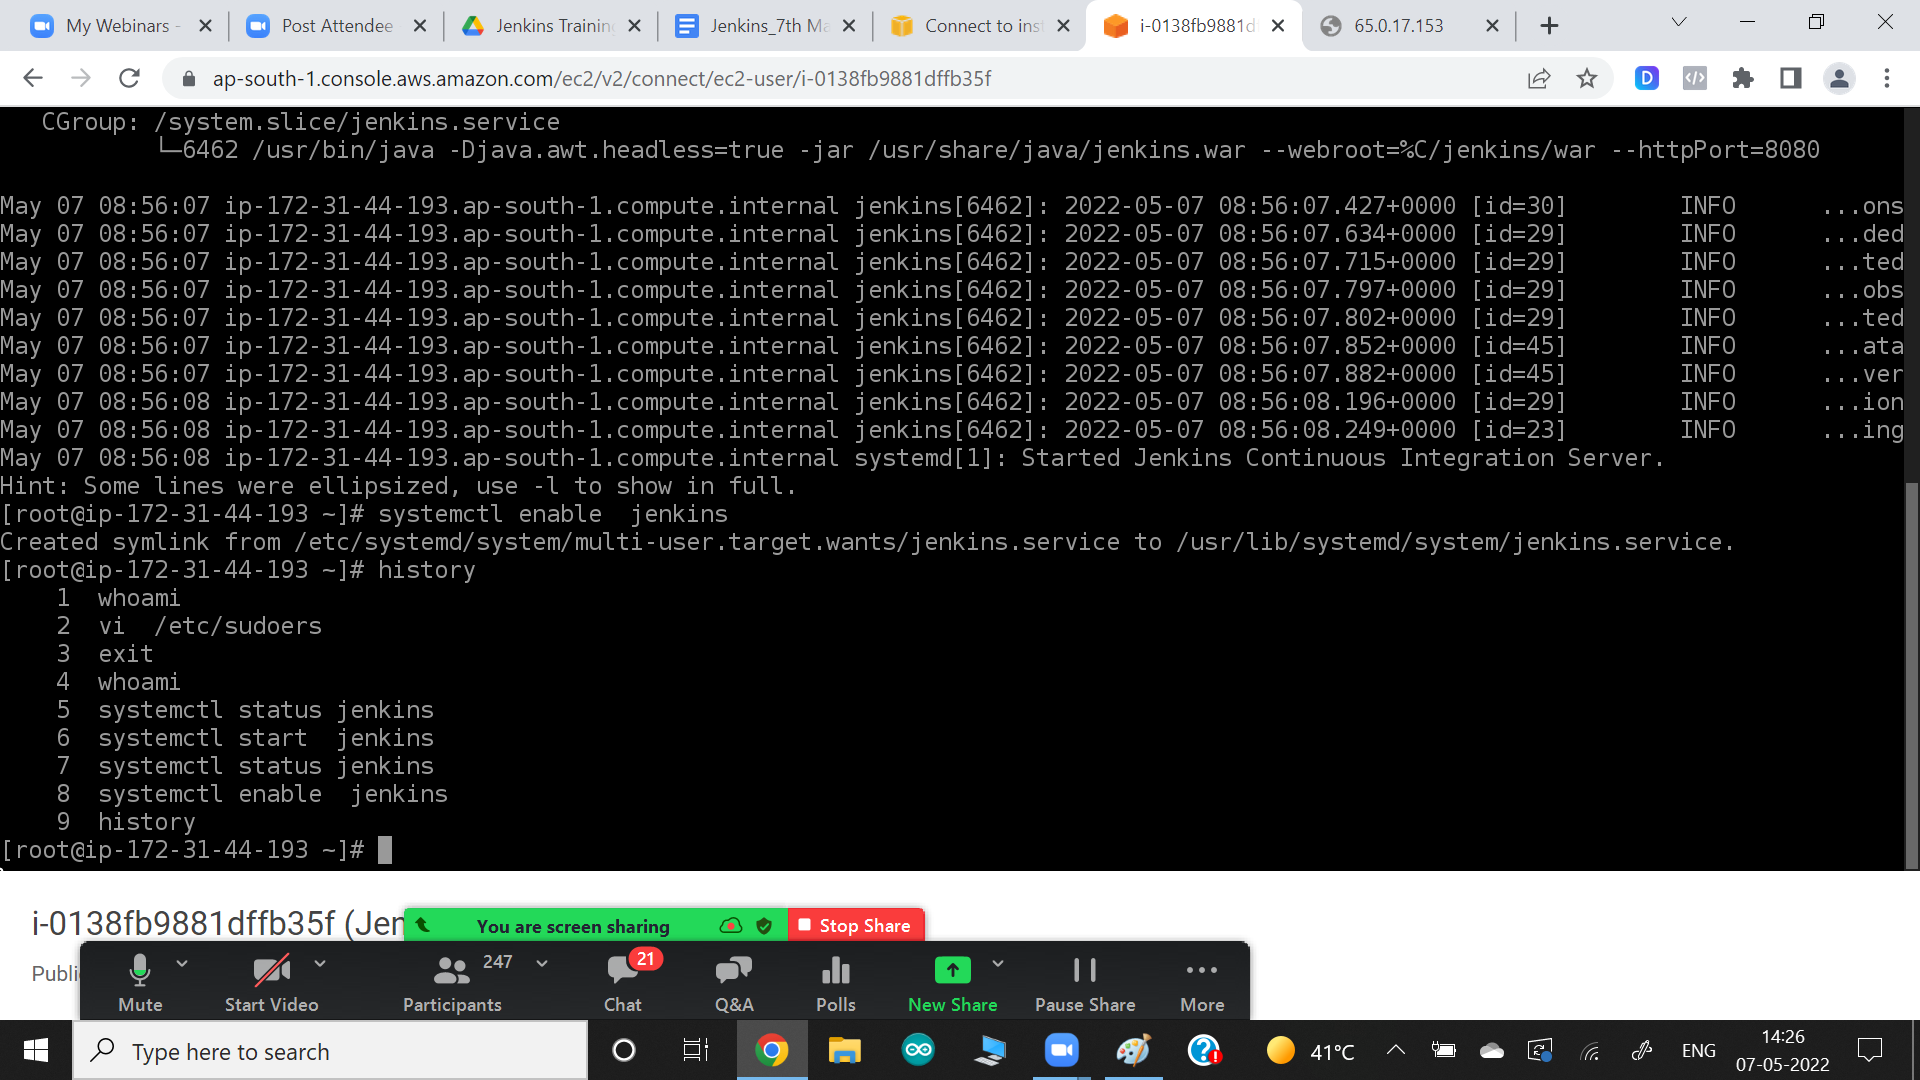 My Webinars -
Post Attendee
Jenkins Training
Jenkins_7th Ma
Connect to inst
i-0138fb9881d
65.0.17.153
ap-south-1.console.aws.amazon.com/ec2/v2/connect/ec2-user/i-0138fb9881dffb35f
CGroup: /system.slice/jenkins.service
└─6462 /usr/bin/java -Djava.awt.headless=true -jar /usr/share/java/jenkins.war --webroot=%C/jenkins/war --httpPort=8080
May 07 08:56:07 ip-172-31-44-193.ap-south-1.compute.internal jenkins[6462]: 2022-05-07 08:56:07.427+0000 [id=30] INFO ...ons
May 07 08:56:07 ip-172-31-44-193.ap-south-1.compute.internal jenkins[6462]: 2022-05-07 08:56:07.634+0000 [id=29] INFO ...ded
May 07 08:56:07 ip-172-31-44-193.ap-south-1.compute.internal jenkins[6462]: 2022-05-07 08:56:07.715+0000 [id=29] INFO ...ted
May 07 08:56:07 ip-172-31-44-193.ap-south-1.compute.internal jenkins[6462]: 2022-05-07 08:56:07.797+0000 [id=29] INFO ...obs
May 07 08:56:07 ip-172-31-44-193.ap-south-1.compute.internal jenkins[6462]: 2022-05-07 08:56:07.802+0000 [id=29] INFO ...ted
May 07 08:56:07 ip-172-31-44-193.ap-south-1.compute.internal jenkins[6462]: 2022-05-07 08:56:07.852+0000 [id=45] INFO ...ata
May 07 08:56:07 ip-172-31-44-193.ap-south-1.compute.internal jenkins[6462]: 2022-05-07 08:56:07.882+0000 [id=45] INFO ...ver
May 07 08:56:08 ip-172-31-44-193.ap-south-1.compute.internal jenkins[6462]: 2022-05-07 08:56:08.196+0000 [id=29] INFO ...ion
May 07 08:56:08 ip-172-31-44-193.ap-south-1.compute.internal jenkins[6462]: 2022-05-07 08:56:08.249+0000 [id=23] INFO ...ing
May 07 08:56:08 ip-172-31-44-193.ap-south-1.compute.internal systemd[1]: Started Jenkins Continuous Integration Server.
Hint: Some lines were ellipsized, use -l to show in full.
[root@ip-172-31-44-193 ~]# systemctl enable  jenkins
Created symlink from /etc/systemd/system/multi-user.target.wants/jenkins.service to /usr/lib/systemd/system/jenkins.service.
[root@ip-172-31-44-193 ~]# history
1  whoami
2  vi  /etc/sudoers
3  exit
4  whoami
5  systemctl status jenkins
6  systemctl start  jenkins
7  systemctl status jenkins
8  systemctl enable  jenkins
9  history
[root@ip-172-31-44-193 ~]#
i-0138fb9881dffb35f (Jen
You are screen sharing
Stop Share
Publi
Mute
Start Video
247
Participants
21
Chat
Q&A
Polls
New Share
Pause Share
More
Type here to search
41°C
ENG
14:26
07-05-2022